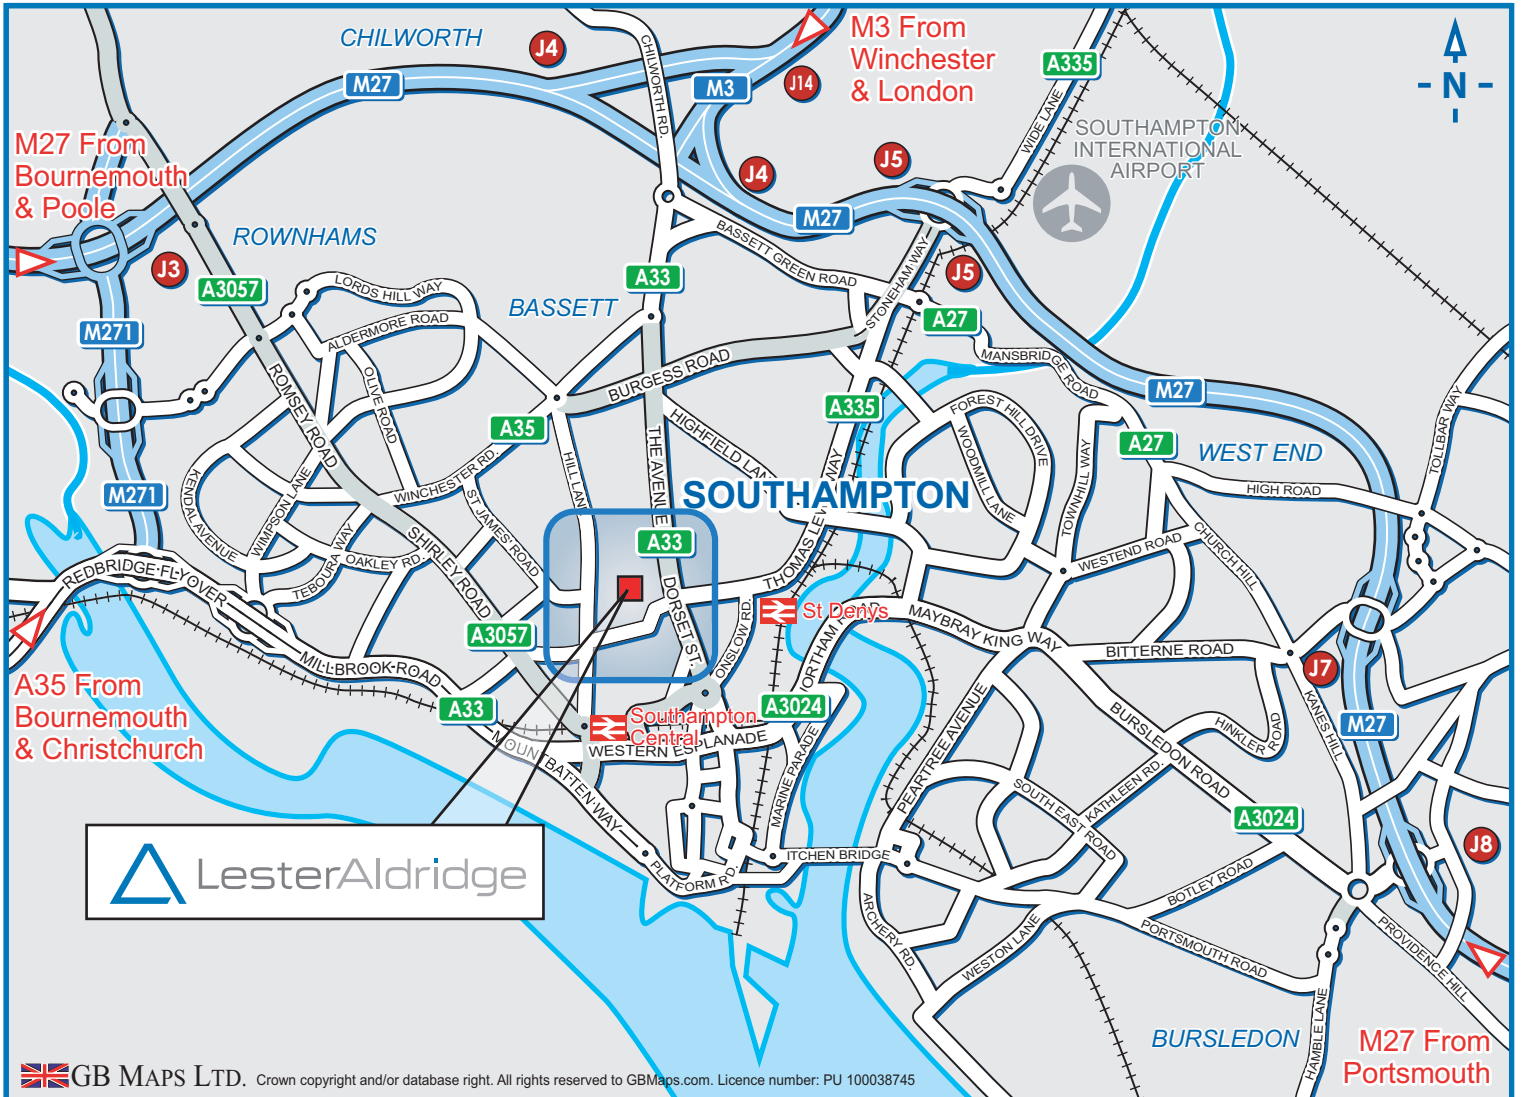 CHILWORTH
J4
M27
CHILWORTH RD.
M3
J14
M3 From
Winchester
& London
A335
WIDE LANE
N
SOUTHAMPTON
INTERNATIONAL
AIRPORT
M27 From
Bournemouth
& Poole
J4
J5
M27
ROWNHAMS
J3
A3057
LORDS HILL WAY
ALDERMORE ROAD
BASSETT
A33
BASSETT GREEN ROAD
STONEHAM WAY
J5
A27
MANSBRIDGE ROAD
M271
ROMSEY ROAD
OLIVE ROAD
BURGESS ROAD
A335
M27
A35
HIGHFIELD LANE
THE AVENUE
HILL LANE
FOREST HILL DRIVE
WOODMILL LANE
TOWNHILL WAY
A27
WEST END
TOLBAR WAY
HIGH ROAD
M271
KENDAL AVENUE
WIMPSON LANE
WINCHESTER RD.
ST. JAMES' ROAD
TEBOURA WAY
OAKLEY RD.
SHIRLEY ROAD
SOUTHAMPTON
A33
THOMAS LEWIS WAY
WESTEND ROAD
CHURCH HILL
REDBRIDGE FLYOVER
DORSET ST.
ONSLOW RD.
St Denys
NORTHAM ROAD
MAYBRAY KING WAY
BITTERNE ROAD
A3057
MILLBROOK ROAD
J7
A35 From
Bournemouth
& Christchurch
A33
Southampton
Central
A3024
WESTERN ESPLANADE
MOUNTBATTEN WAY
MARINE PARADE
PEARTREE AVENUE
BURSLEDON ROAD
HINKLER
ROAD
KANES HILL
M27
SOUTH EAST ROAD
KATHLEEN RD.
A3024
J8
LesterAldridge
PLATFORM RD.
ITCHEN BRIDGE
ARCHERY RD.
WESTON LANE
BOTLEY ROAD
PORTSMOUTH ROAD
PROVIDENCE HILL
HAMBLE LANE
BURSLEDON
M27 From
Portsmouth
GB MAPS LTD. Crown copyright and/or database right. All rights reserved to GBMaps.com. Licence number: PU 100038745